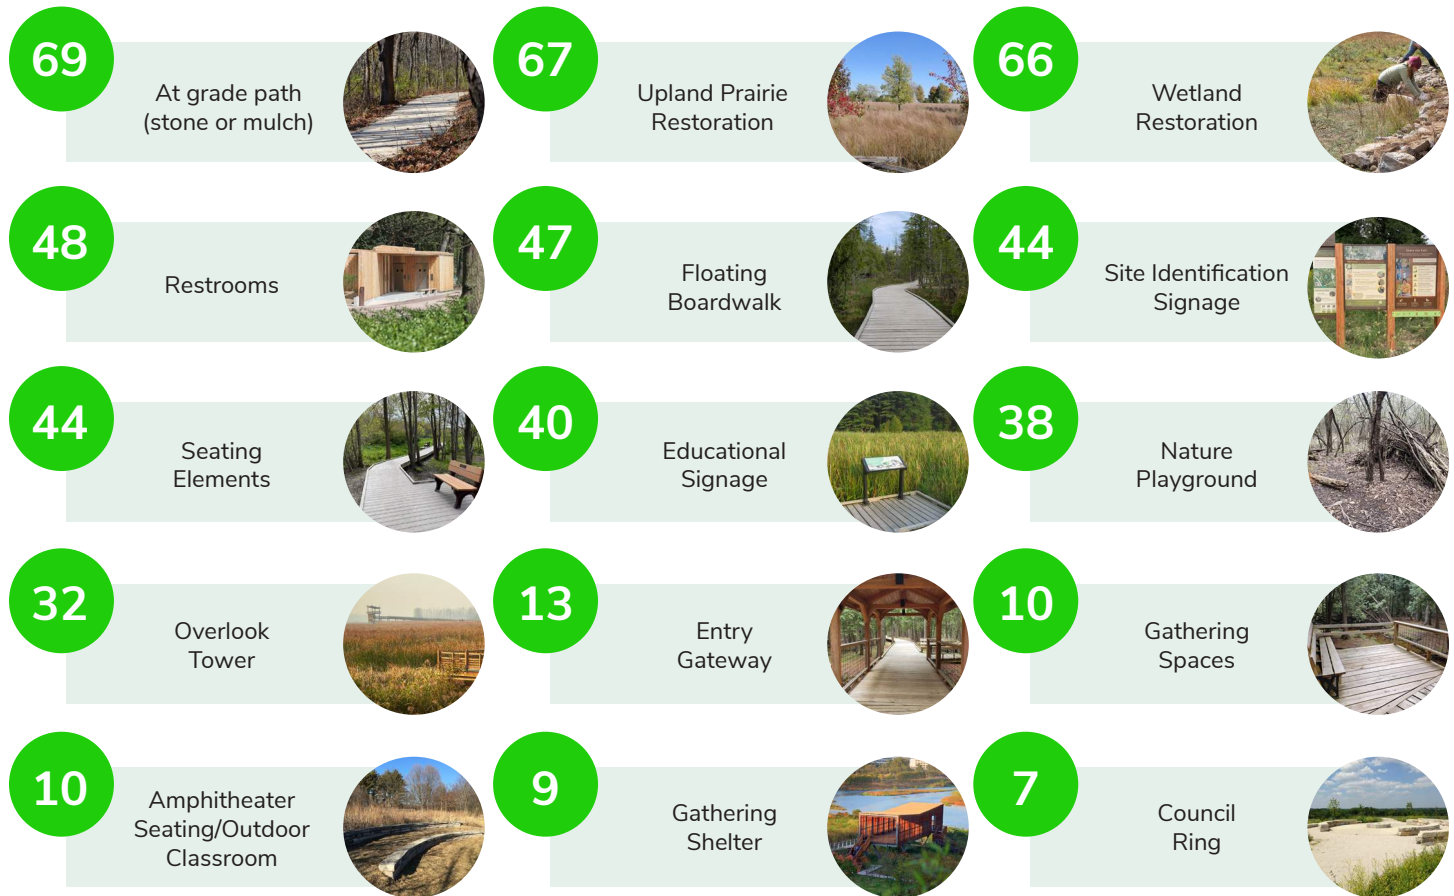 69
At grade path
(stone or mulch)
67
Upland Prairie
Restoration
66
Wetland
Restoration
48
Restrooms
47
Floating
Boardwalk
44
Site Identification
Signage
44
Seating
Elements
40
Educational
Signage
38
Nature
Playground
32
Overlook
Tower
13
Entry
Gateway
10
Gathering
Spaces
10
Amphitheater
Seating/Outdoor
Classroom
9
Gathering
Shelter
7
Council
Ring